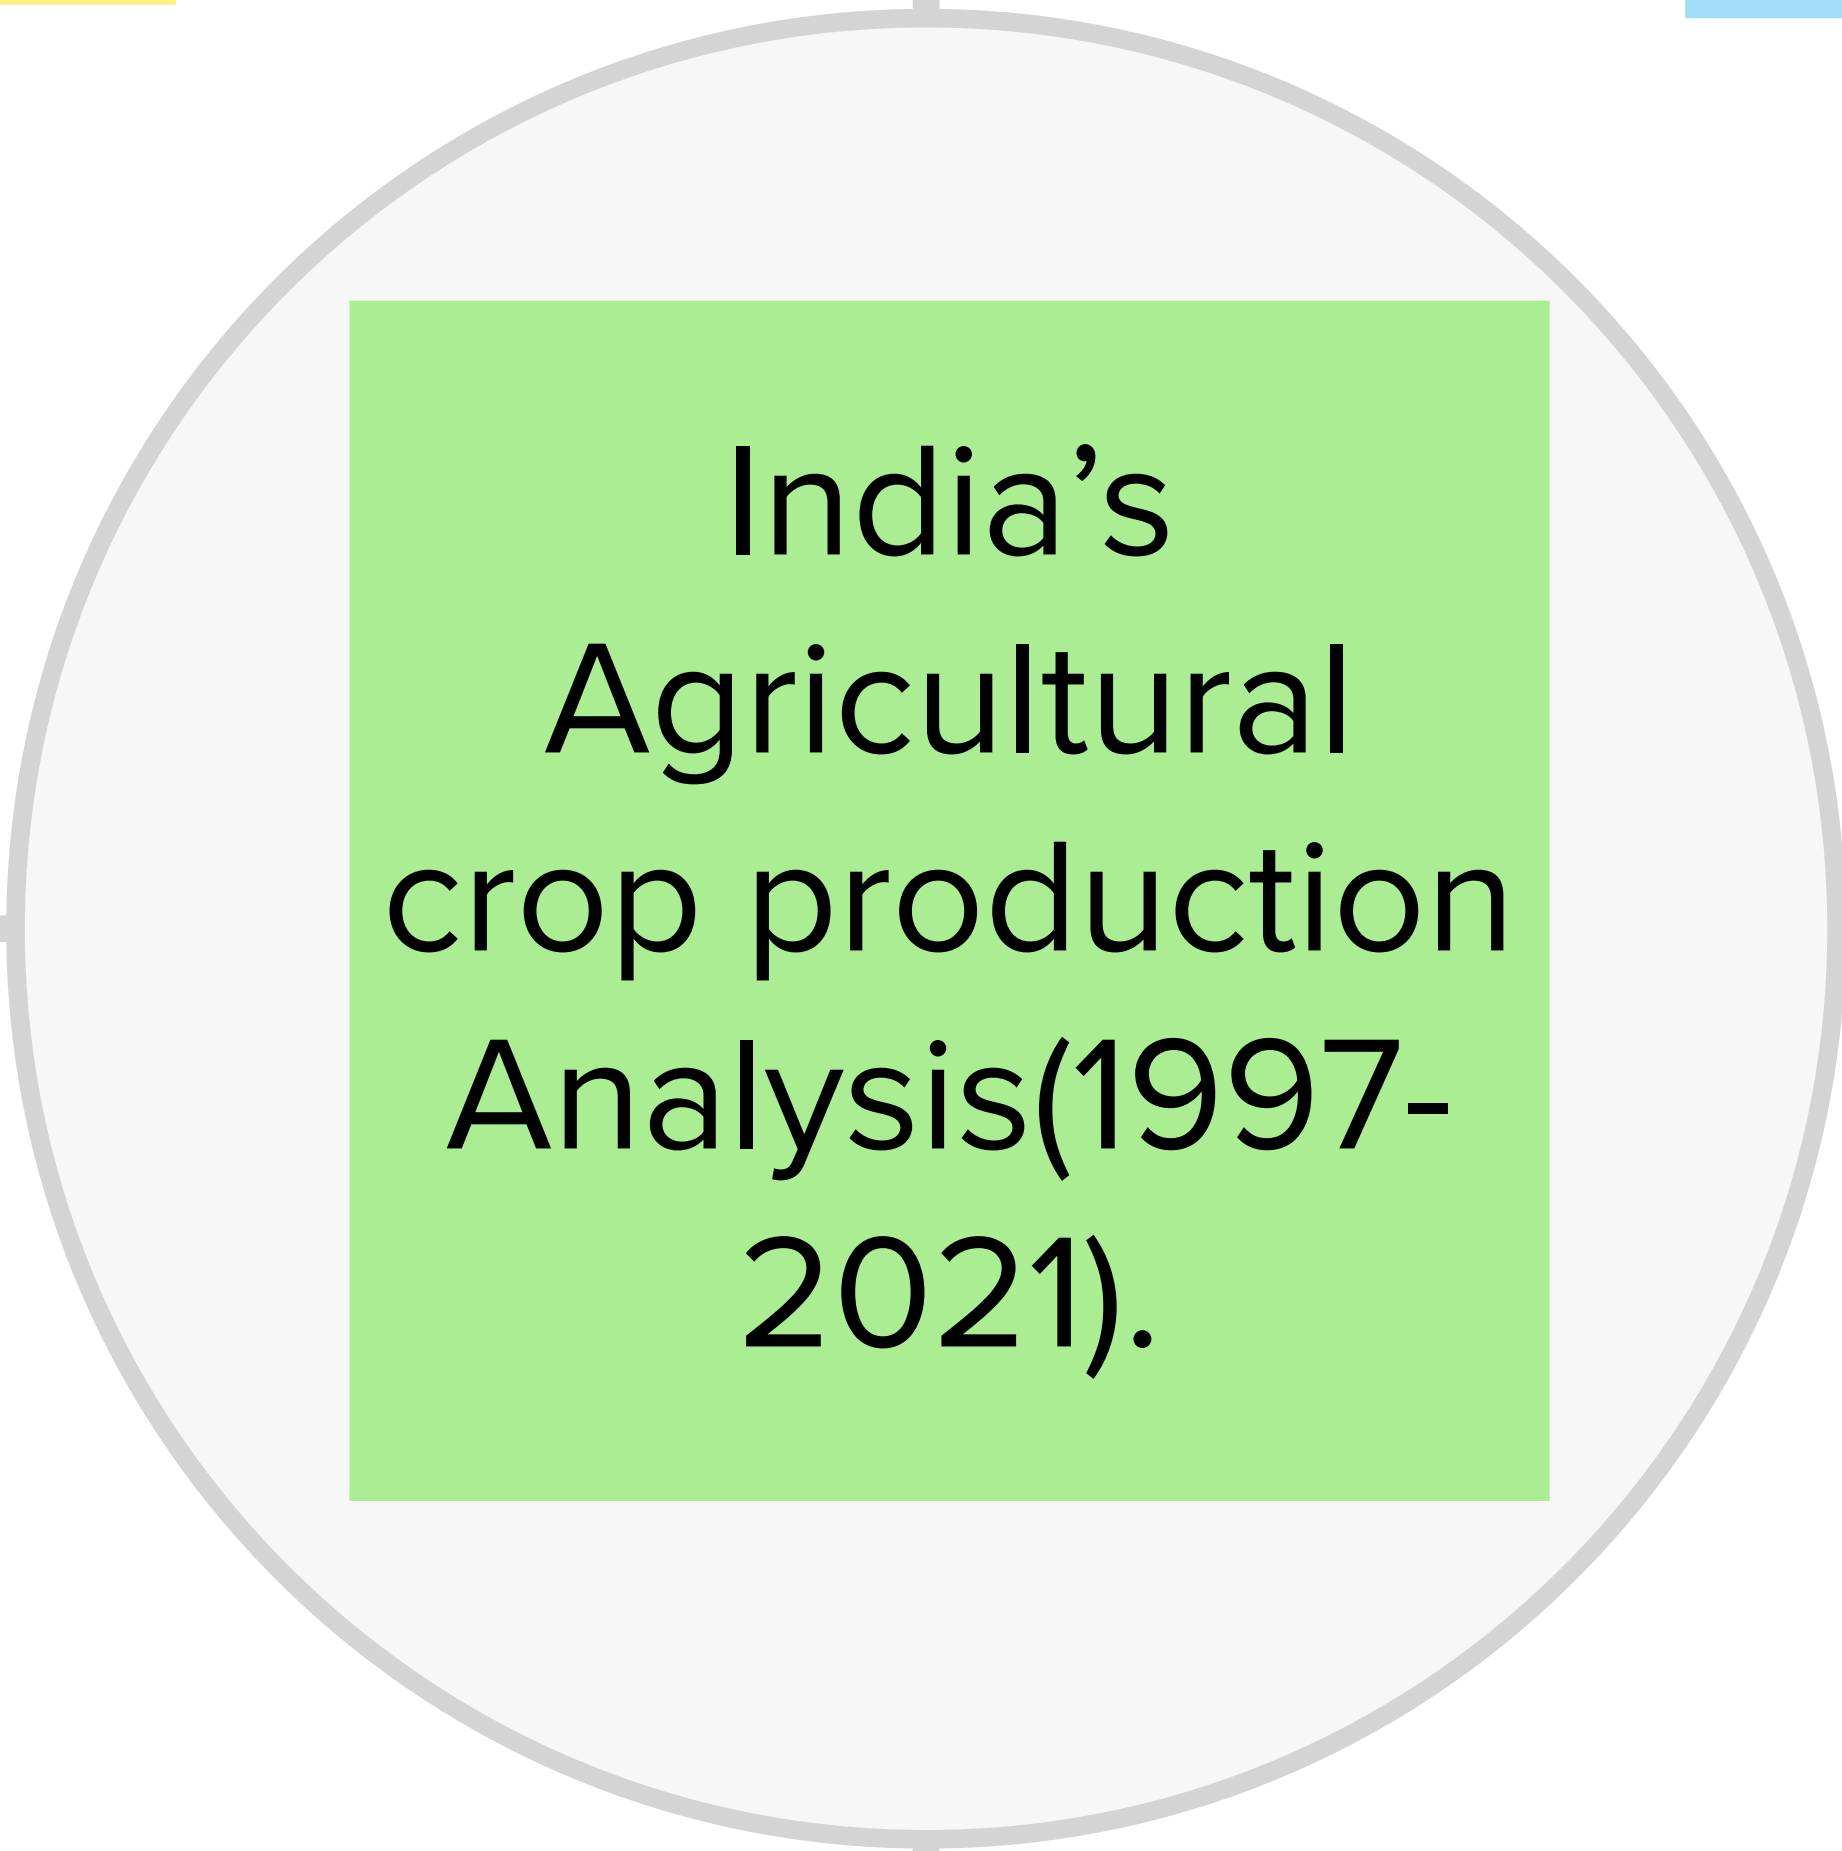 India’s
Agricultural
crop production
Analysis(1997-
2021).